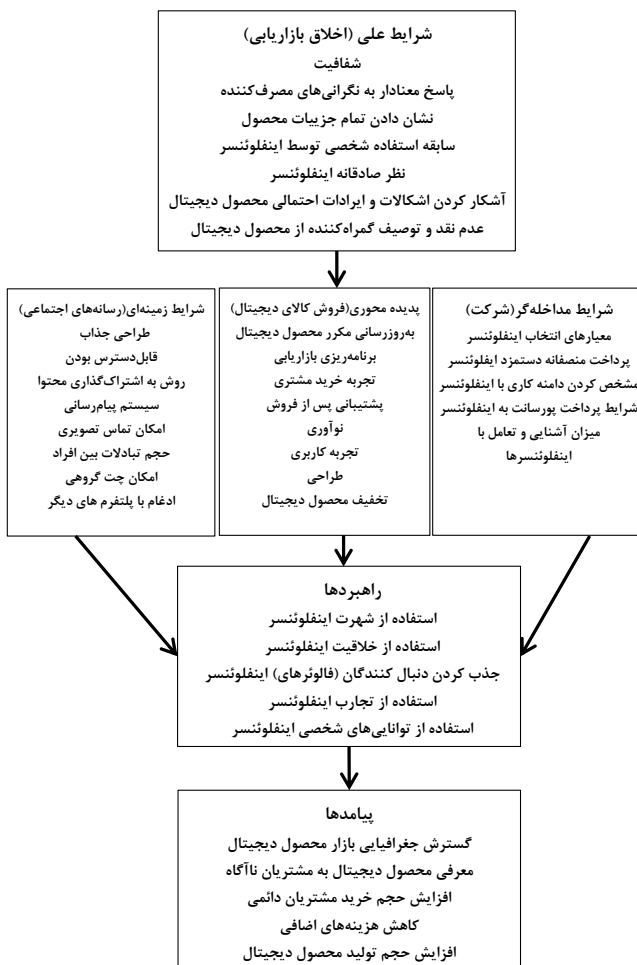 شرایط علی (اخلاق بازاریابی)
شفافیت
پاسخ معنادار به نگرانی‌های مصرف‌کننده
نشان دادن تمام جزییات محصول
سابقه استفاده شخصی توسط اینفلوئنسر
نظر صادقانه اینفلوئنسر
آشکار کردن اشکالات و ایرادات احتمالی محصول دیجیتال
عدم نقد و توصیف گمراه‌کننده از محصول دیجیتال
شرایط مداخله‌گر(شرکت)
معیارهای انتخاب اینفلوئنسر
پرداخت منصفانه دستمزد ایفلوئنسر
مشخص کردن دامنه کاری با اینفلوئنسر
شرایط پرداخت پورسانت به اینفلوئنسر
میزان آشنایی و تعامل با
اینفلوئنسرها
پدیده محوری(فروش کالای دیجیتال)
به‌روزرسانی مکرر محصول دیجیتال
برنامه‌ریزی بازاریابی
تجربه خرید مشتری
پشتیبانی پس از فروش
نوآوری
تجربه کاربری
طراحی
تخفیف محصول دیجیتال
شرایط زمینه‌ای(رسانه‌های اجتماعی)
طراحی جذاب
قابل‌دسترس بودن
روش به اشتراک‌گذاری محتوا
سیستم پیام‌رسانی
امکان تماس تصویری
حجم تبادلات بین افراد
امکان چت گروهی
ادغام با پلتفرم های دیگر
راهبردها
استفاده از شهرت اینفلوئنسر
استفاده از خلاقیت اینفلوئنسر
جذب کردن دنبال کنندگان (فالوئرهای) اینفلوئنسر
استفاده از تجارب اینفلوئنسر
استفاده از توانایی‌های شخصی اینفلوئنسر
پیامدها
گسترش جغرافیایی بازار محصول دیجیتال
معرفی محصول دیجیتال به مشتریان ناآگاه
افزایش حجم خرید مشتریان دائمی
کاهش هزینه‌های اضافی
افزایش حجم تولید محصول دیجیتال